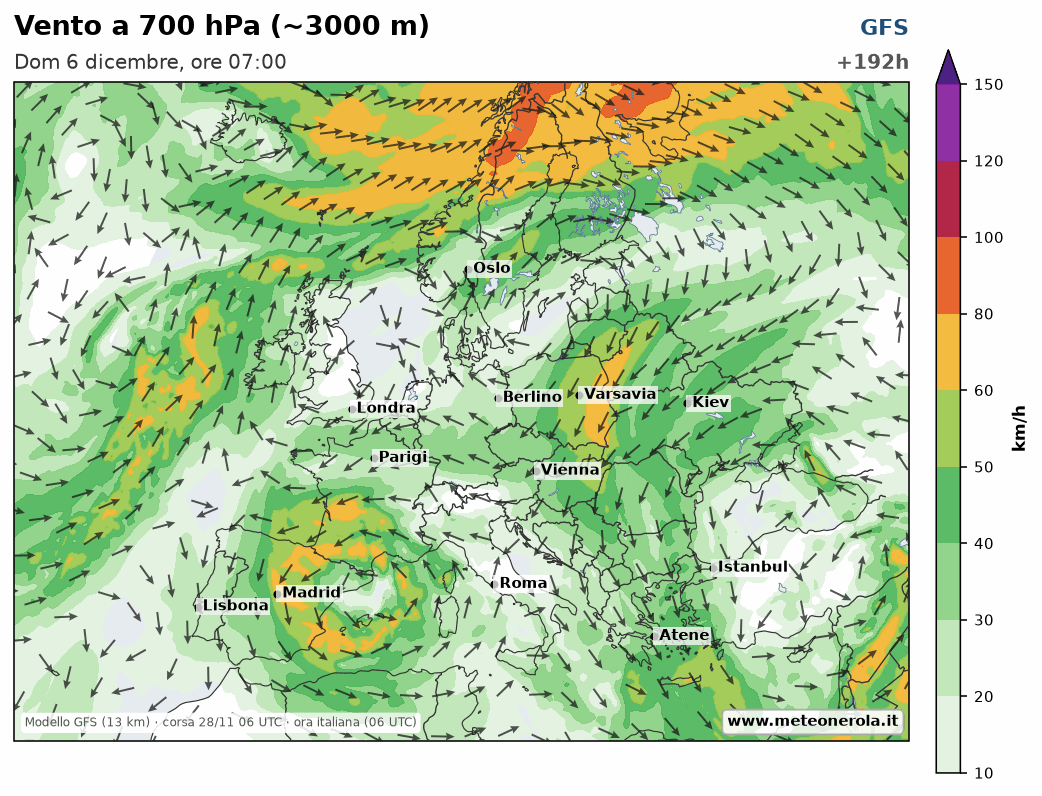 Vento a 700 hPa (~3000 m)
GFS
Dom 6 dicembre, ore 07:00
+192h
150
120
100
80
60
50
40
30
20
10
km/h
Oslo
Londra
Berlino
Varsavia
Kiev
Parigi
Vienna
Istanbul
Roma
Madrid
Lisbona
Atene
Modello GFS (13 km) · corsa 28/11 06 UTC · ora italiana (06 UTC)
www.meteonerola.it